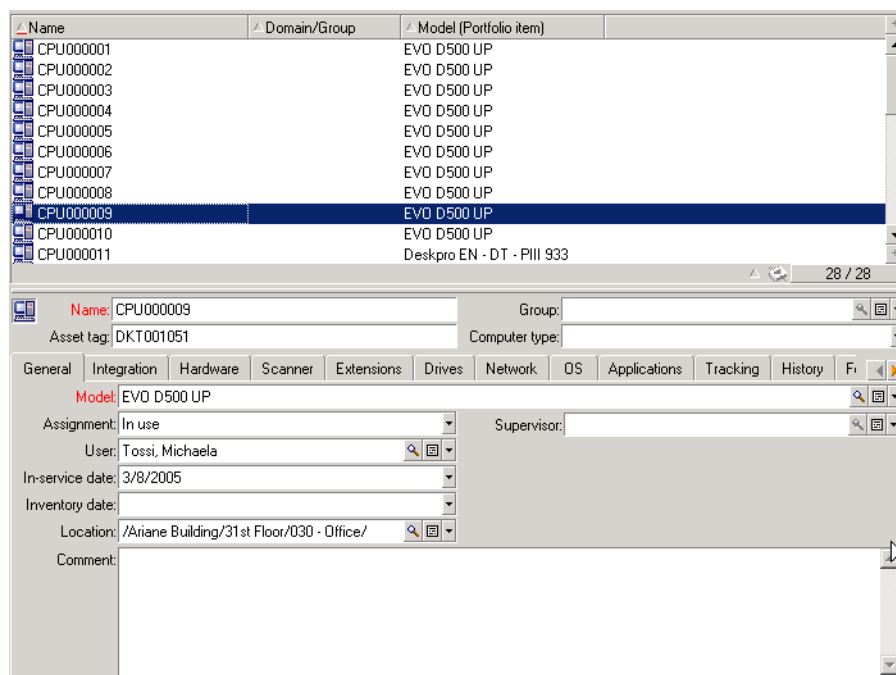 Name Domain/Group Model (Portfolio item)
CPU000001 EVO D500 UP
CPU000002 EVO D500 UP
CPU000003 EVO D500 UP
CPU000004 EVO D500 UP
CPU000005 EVO D500 UP
CPU000006 EVO D500 UP
CPU000007 EVO D500 UP
CPU000008 EVO D500 UP
CPU000009 EVO D500 UP
CPU000010 EVO D500 UP
CPU000011 Deskpro EN - DT - PIII 933
28 / 28
Name: CPU000009 Group:
Asset tag: DKT001051 Computer type:
General Integration Hardware Scanner Extensions Drives Network OS Applications Tracking History
Model: EVO D500 UP
Assignment: In use Supervisor:
User: Tossi, Michaela
In-service date: 3/8/2005
Inventory date:
Location: /Ariane Building/31st Floor/030 - Office/
Comment: